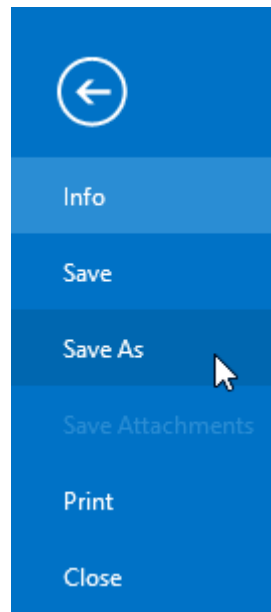 Info
Save
Save As
Save Attachments
Print
Close